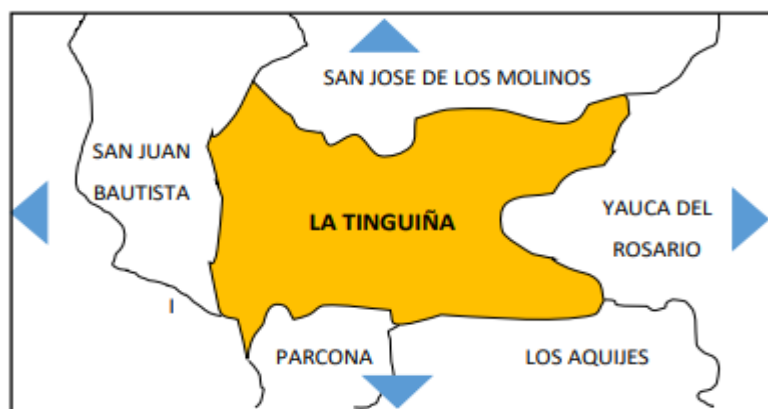 SAN JOSE DE LOS MOLINOS
SAN JUAN
BAUTISTA
LA TINGUIÑA
YAUCA DEL
ROSARIO
I
PARCONA
LOS AQUIJES